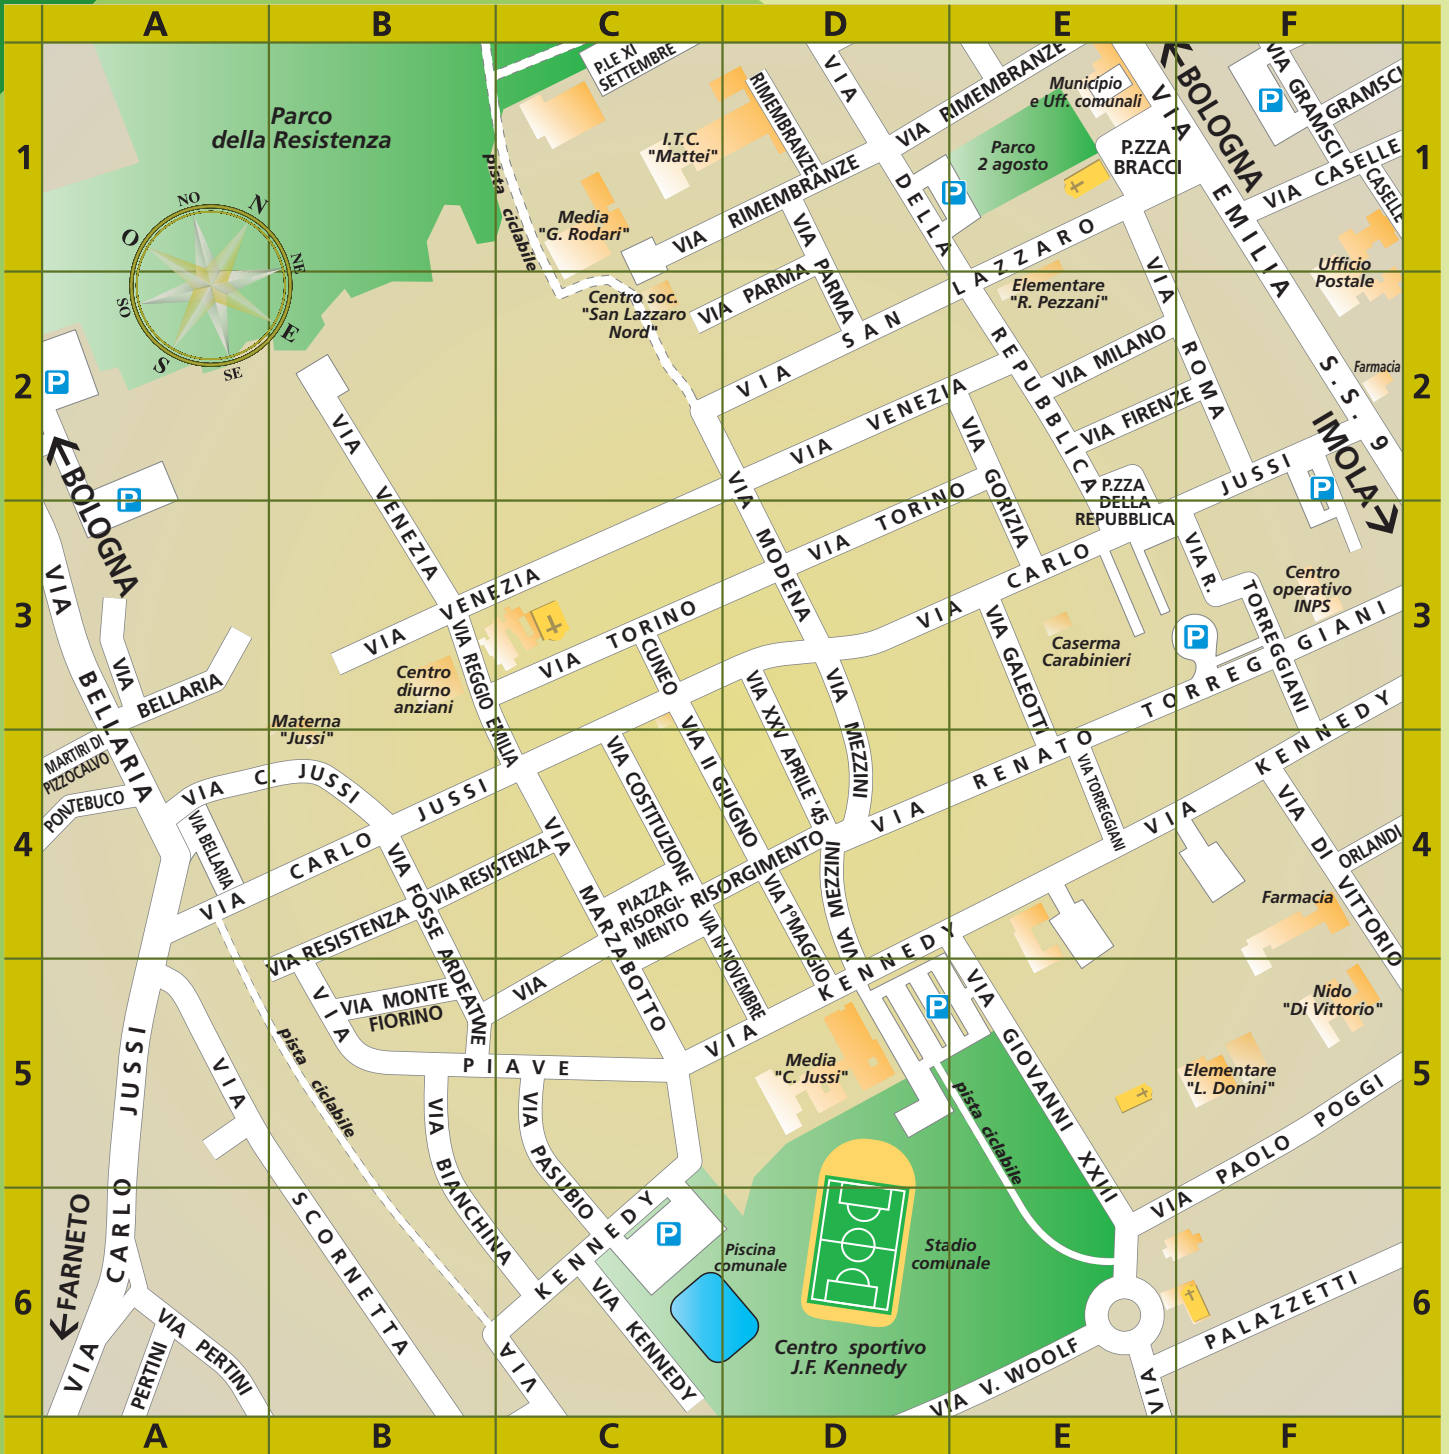 A B C D E F
1
2
3
4
5
6
1
2
3
4
5
6
A B C D E F
Parco
della Resistenza
NO
N
NE
E
SE
S
SO
O
pista ciclabile
P.LE XI
SETTEMBRE
I.T.C.
"Mattei"
RIMEMBRANZE
Media
"G. Rodari"
VIA RIMEMBRANZE
VIA RIMEMBRANZE
VIA DELLA REPUBBLICA
Municipio
e Uff. comunali
Parco
2 agosto
P.ZZA
BRACCI
P
P
BOLOGNA
VIA GRAMSCI
GRAMSCI
VIA CASELLE
CASELLE
VIA EMILIA S.S. 9
Ufficio
Postale
Centro soc.
"San Lazzaro
Nord"
VIA PARMA
VIA PARMA
VIA SAN LAZZARO
Elementare
"R. Pezzani"
VIA ROMA
VIA MILANO
VIA FIRENZE
Farmacia
IMOLA
P
P
BOLOGNA
P
VIA VENEZIA
VIA VENEZIA
VIA VENEZIA
VIA GORIZIA
VIA MODENA
VIA TORINO
VIA TORINO
P.ZZA
DELLA
REPUBBLICA
VIA CARLO JUSSI
VIA R.
TORREGGIANI
Centro
operativo
INPS
P
Caserma
Carabinieri
VIA GALEOTTI
VIA BELLARIA
VIA
BELLARIA
Centro
diurno
anziani
VIA REGGIO EMILIA
CUNEO
Materna
"Jussi"
MARTIRI DI
PIZZOCALVO
PONTEBUCO
VIA C. JUSSI
VIA BELLARIA
VIA CARLO JUSSI
VIA COSTITUZIONE
VIA II GIUGNO
VIA XXV APRILE '45
VIA MEZZINI
VIA MEZZINI
VIA RENATO TORREGGIANI
VIA TORREGGIANI
VIA KENNEDY
VIA DI VITTORIO
ORLANDI
Farmacia
VIA RESISTENZA
VIA RESISTENZA
VIA FOSSE ARDEATINE
VIA MARZABOTTO
PIAZZA
RISORGI-
MENTO
VIA RISORGIMENTO
VIA IV NOVEMBRE
VIA 1°MAGGIO
VIA KENNEDY
VIA MONTE
FIORINO
VIA PIAVE
P
VIA GIOVANNI XXIII
Nido
"Di Vittorio"
Media
"C. Jussi"
Elementare
"L. Donini"
VIA CARLO JUSSI
VIA SCORNETTA
pista ciclabile
VIA BIANCHINA
VIA PASUBIO
pista ciclabile
VIA PAOLO POGGI
FARNETO
KENNEDY
P
Piscina
comunale
Stadio
comunale
VIA KENNEDY
Centro sportivo
J.F. Kennedy
VIA PERTINI
PERTINI
VIA
VIA V. WOOLF
VIA PALAZZETTI